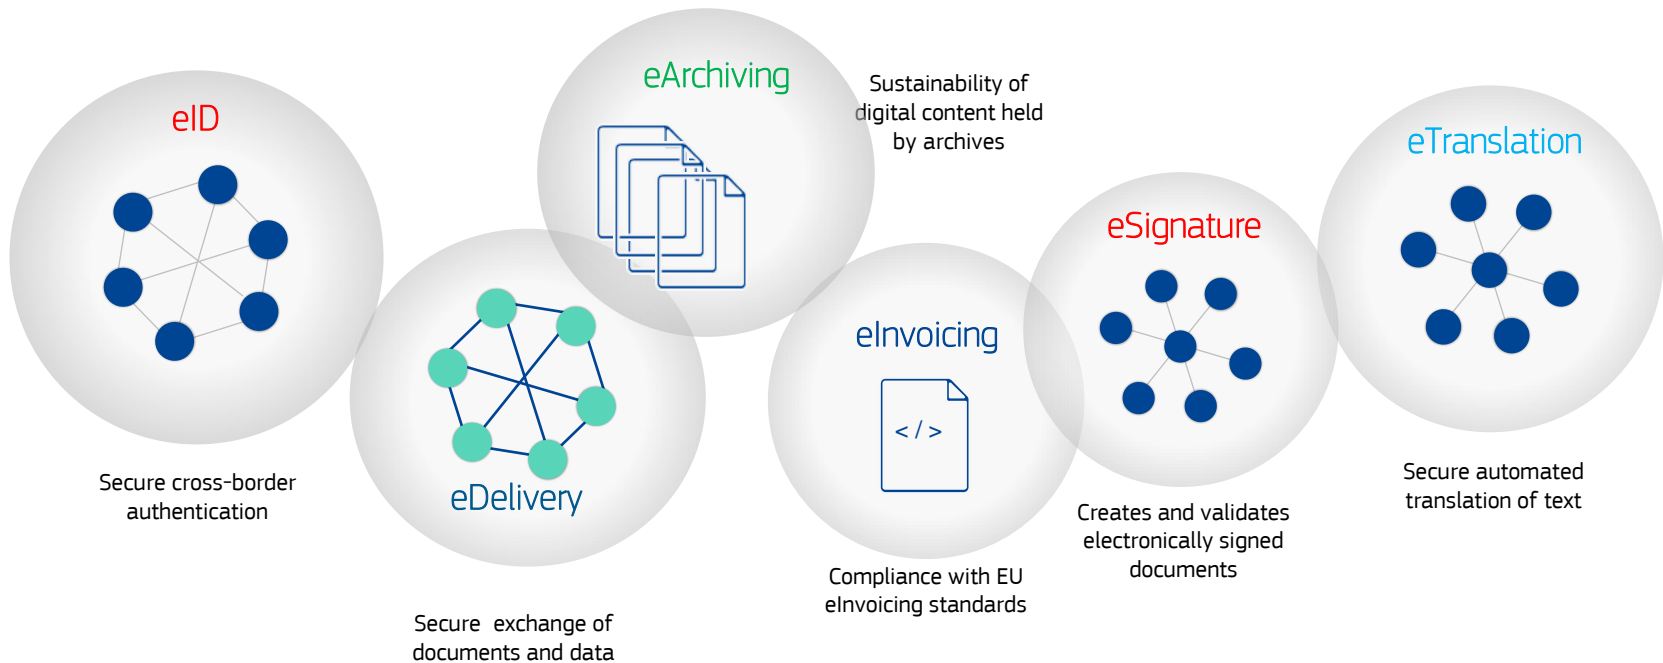 eID
Secure cross-border
authentication
eDelivery
Secure exchange of
documents and data
eArchiving
Sustainability of
digital content held
by archives
eInvoicing
< / >
Compliance with EU
eInvoicing standards
eSignature
Creates and validates
electronically signed
documents
eTranslation
Secure automated
translation of text